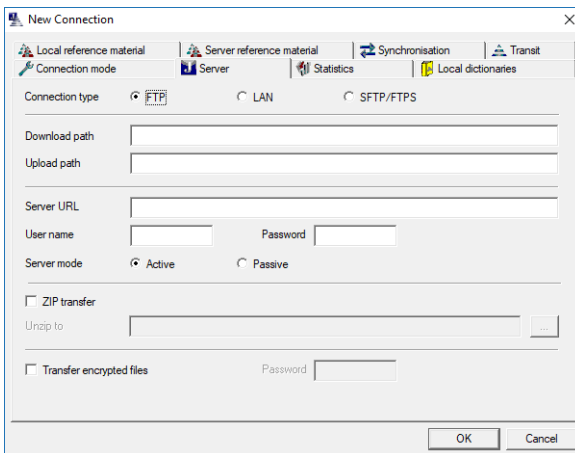 New Connection
Local reference material Server reference material Synchronisation Transit
Connection mode Server Statistics Local dictionaries
Connection type FTP LAN SFTP/FTPS
Download path
Upload path
Server URL
User name Password
Server mode Active Passive
ZIP transfer
Unzip to ...
Transfer encrypted files Password
OK Cancel